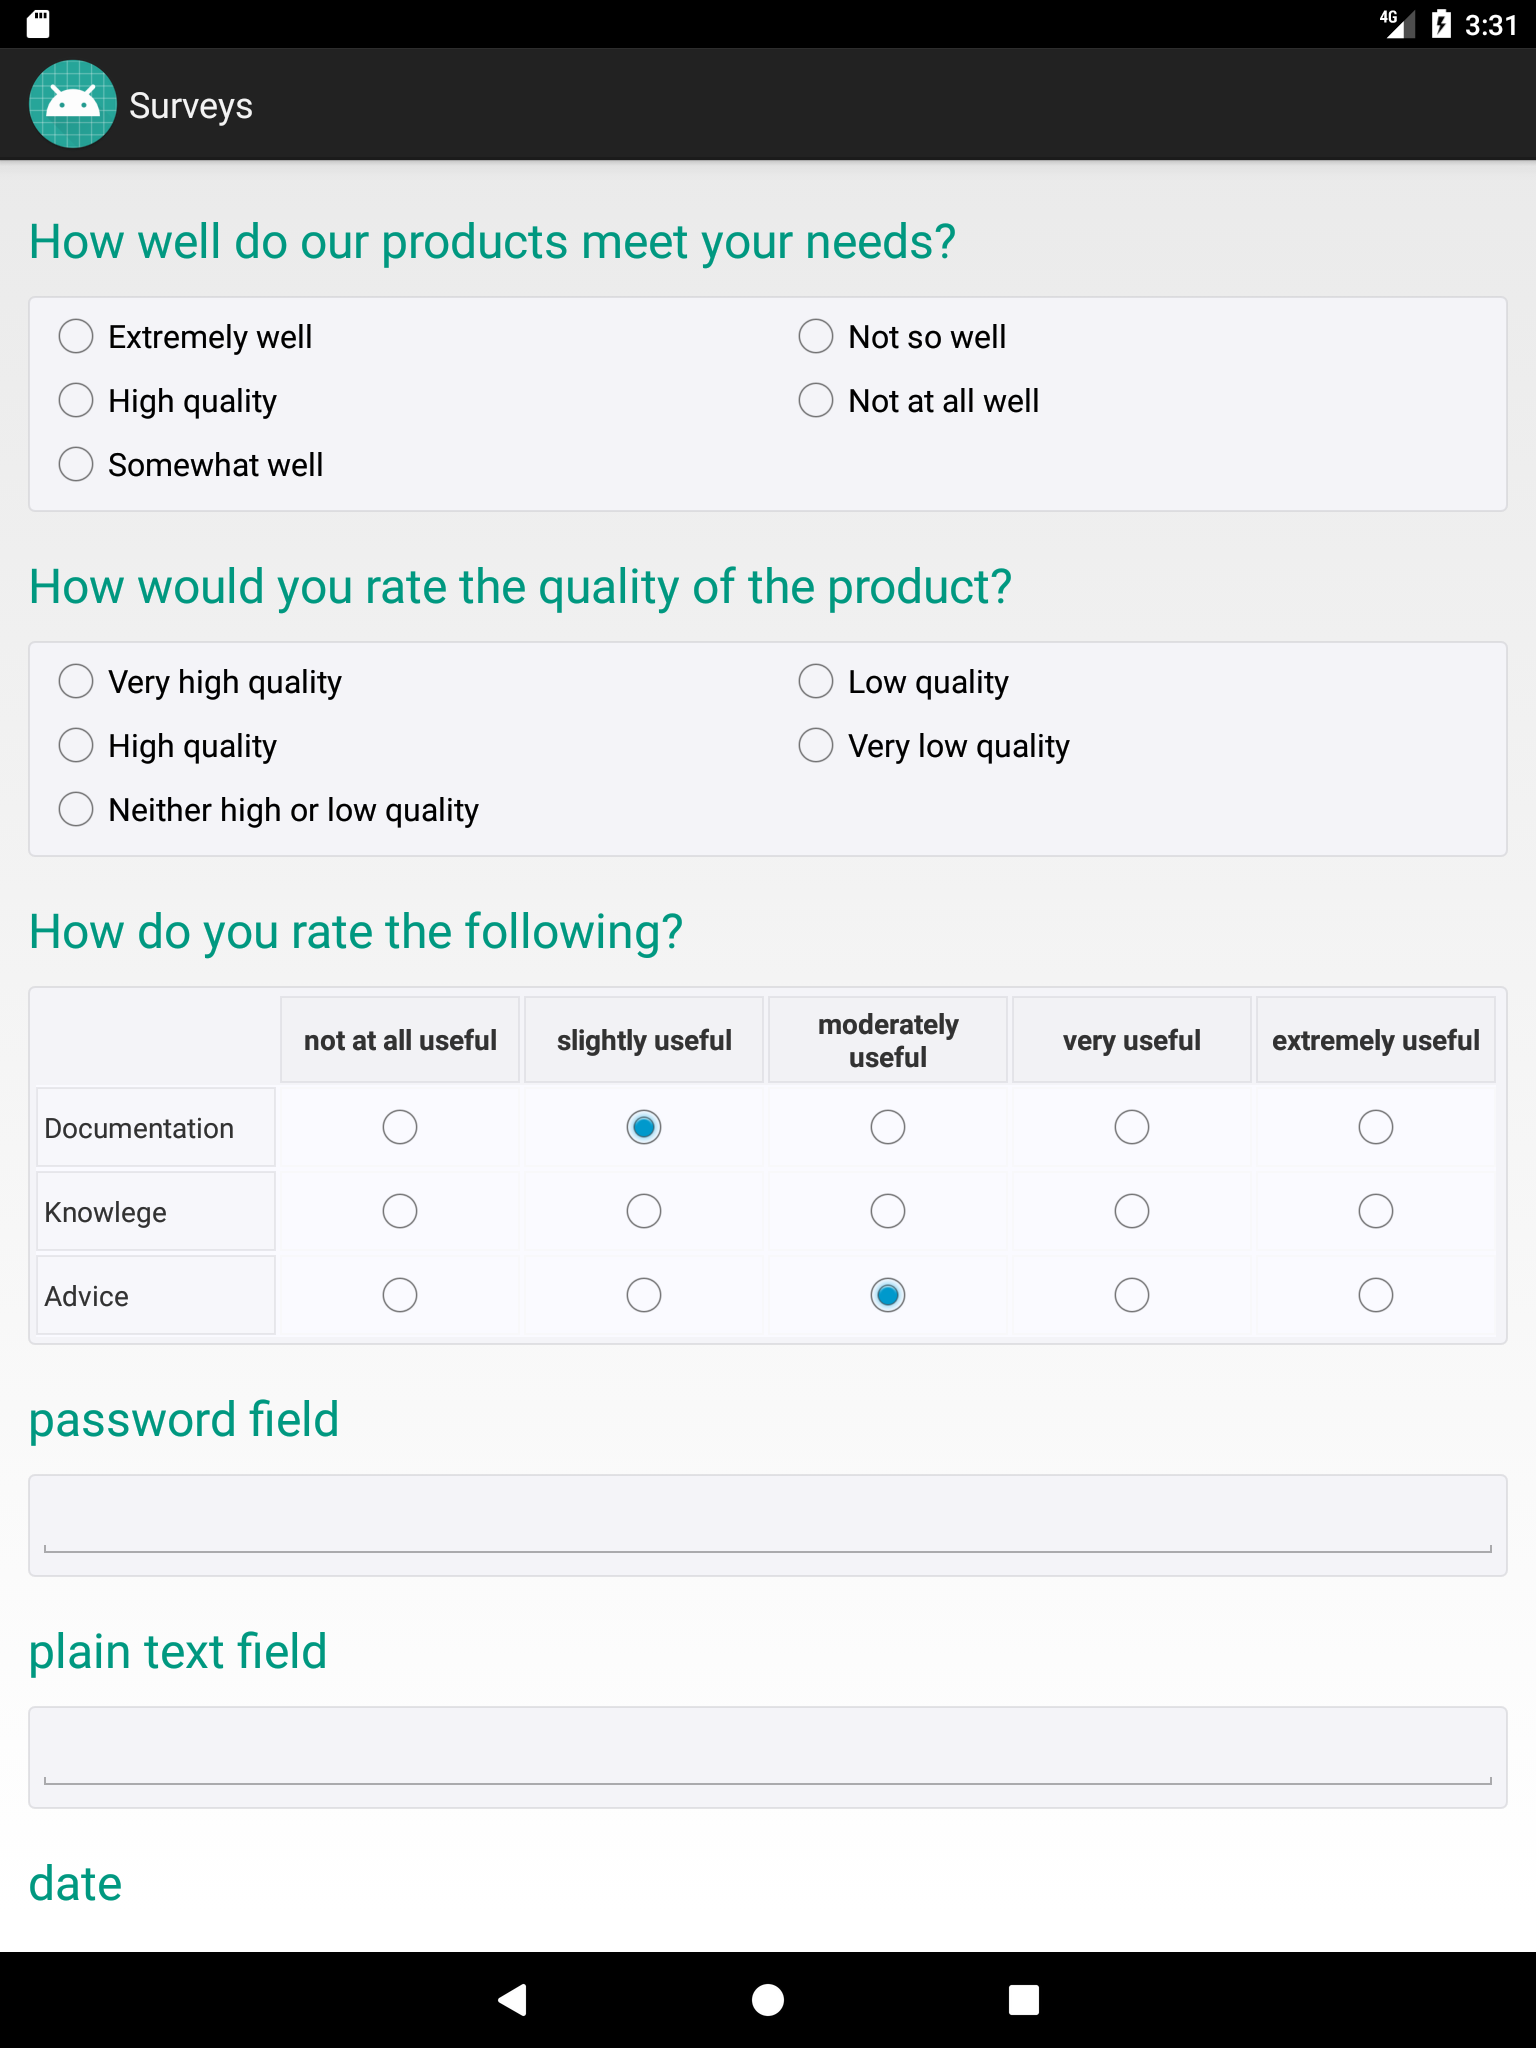 4G 3:31
Surveys
How well do our products meet your needs?
Extremely well
Not so well
High quality
Not at all well
Somewhat well
How would you rate the quality of the product?
Very high quality
Low quality
High quality
Very low quality
Neither high or low quality
How do you rate the following?
not at all useful
slightly useful
moderately
useful
very useful
extremely useful
Documentation
Knowlege
Advice
password field
plain text field
date